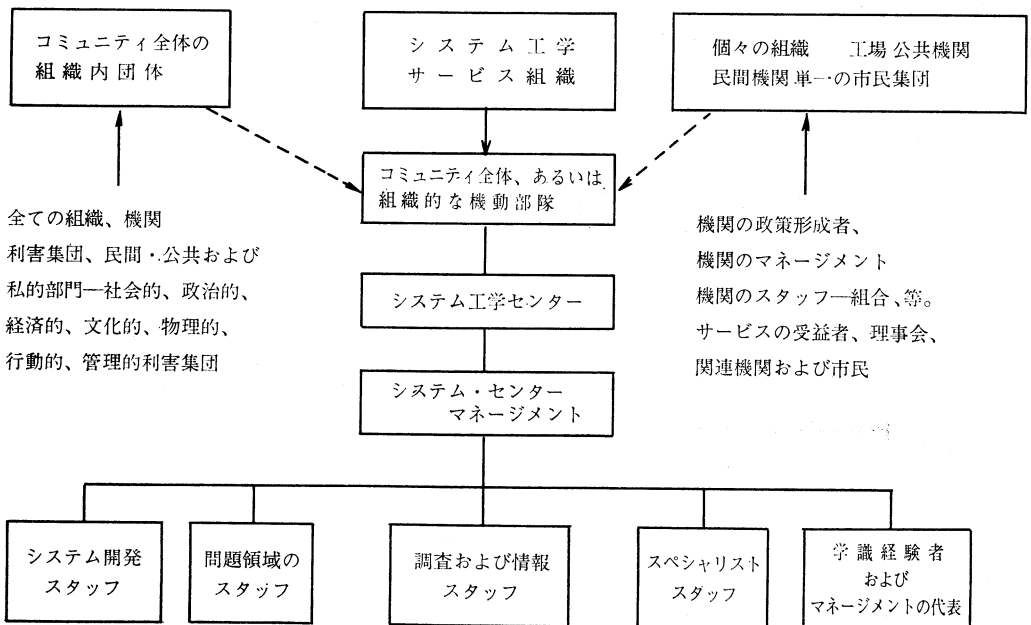 コミュニティ全体の
組織内団体
システム工学
サービス組織
個々の組織 工場 公共機関
民間機関 単一の市民集団
コミュニティ全体、あるいは
組織的な機動部隊
全ての組織、機関
利害集団、民間・公共および
私的部門―社会的、政治的、
経済的、文化的、物理的、
行動的、管理的利害集団
機関の政策形成者、
機関のマネージメント
機関のスタッフ―組合、等。
サービスの受益者、理事会、
関連機関および市民
システム工学センター
システム・センター
マネージメント
システム開発
スタッフ
問題領域の
スタッフ
調査および情報
スタッフ
スペシャリスト
スタッフ
学識経験者
および
マネージメントの代表